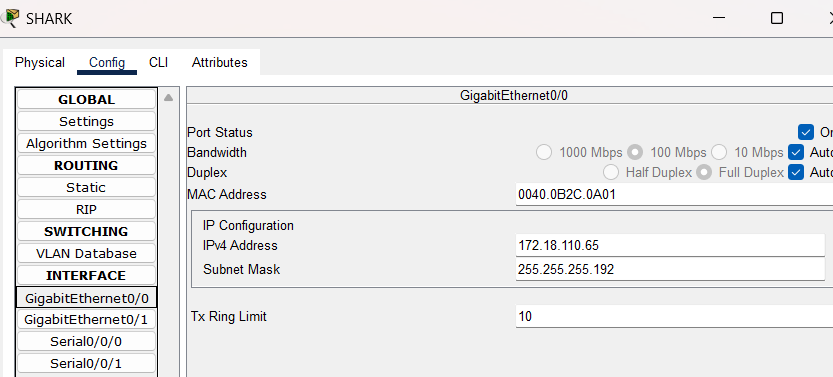 SHARK
Physical Config CLI Attributes
GLOBAL
Settings
Algorithm Settings
ROUTING
Static
RIP
SWITCHING
VLAN Database
INTERFACE
GigabitEthernet0/0
GigabitEthernet0/1
Serial0/0/0
Serial0/0/1
GigabitEthernet0/0
Port Status On
Bandwidth 1000 Mbps 100 Mbps 10 Mbps Auto
Duplex Half Duplex Full Duplex Auto
MAC Address 0040.0B2C.0A01
IP Configuration
IPv4 Address 172.18.110.65
Subnet Mask 255.255.255.192
Tx Ring Limit 10